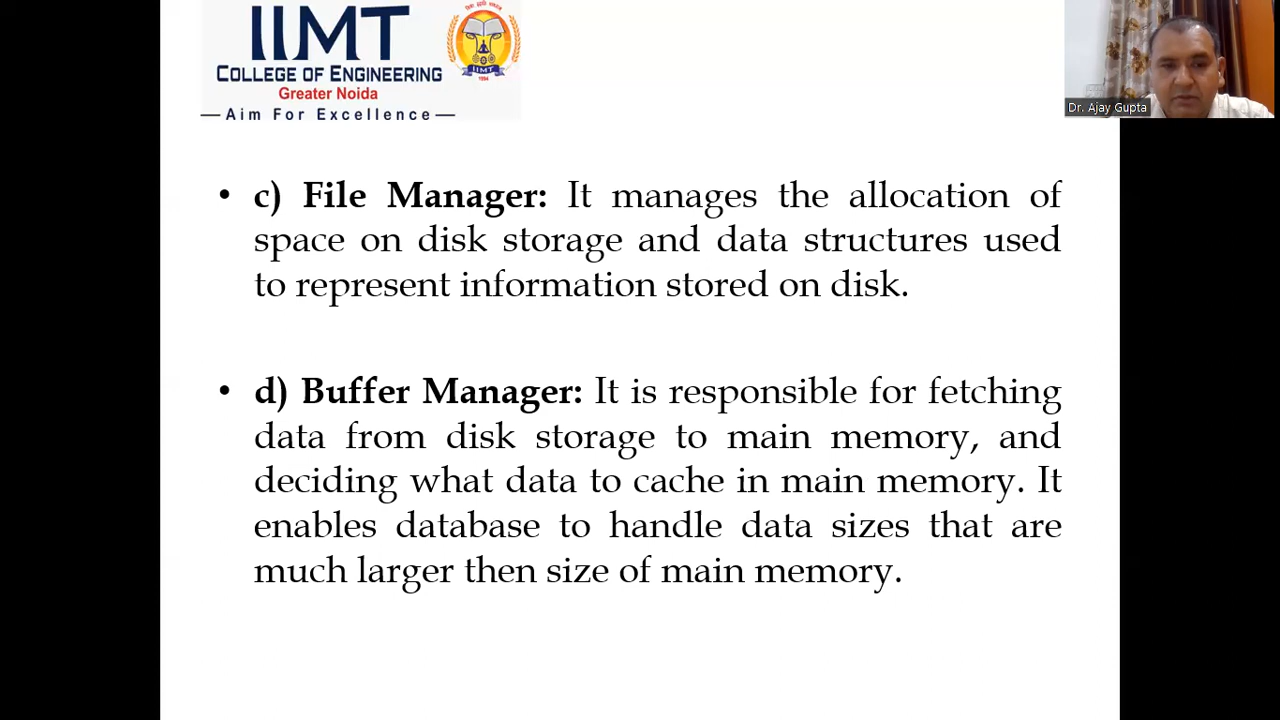 IIMT
COLLEGE OF ENGINEERING
Greater Noida
Aim For Excellence
IIMT
Dr. Ajay Gupta
• c) File Manager: It manages the allocation of
space on disk storage and data structures used
to represent information stored on disk.
• d) Buffer Manager: It is responsible for fetching
data from disk storage to main memory, and
deciding what data to cache in main memory. It
enables database to handle data sizes that are
much larger then size of main memory.